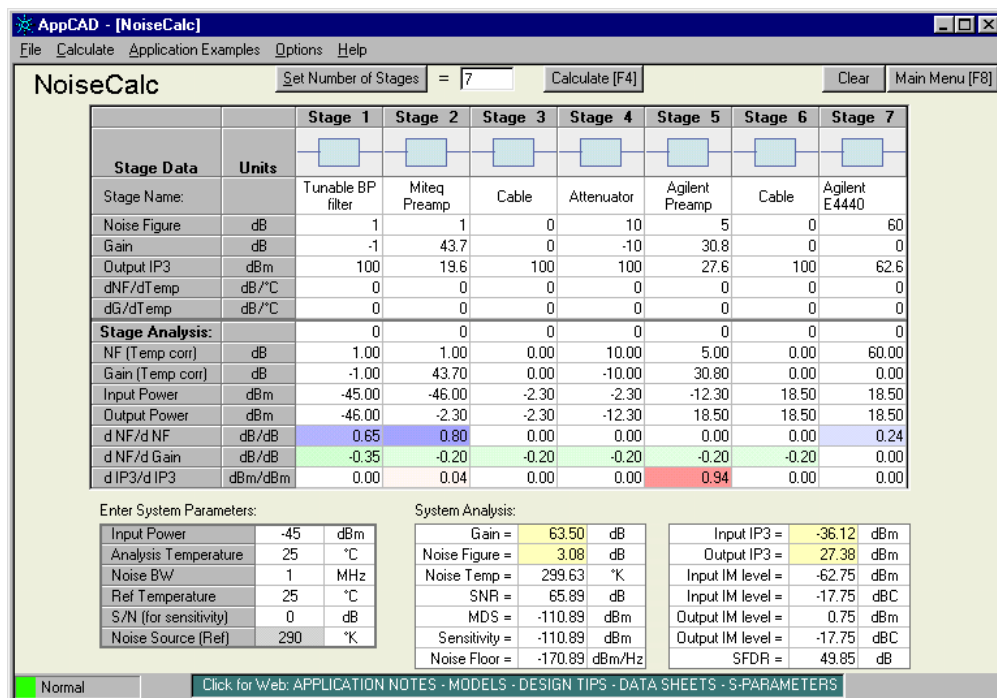 AppCAD - [NoiseCalc]
File Calculate Application Examples Options Help
NoiseCalc Set Number of Stages = 7 Calculate [F4] Clear Main Menu [F8]
Stage 1 Stage 2 Stage 3 Stage 4 Stage 5 Stage 6 Stage 7
Stage Data Units
Stage Name: Tunable BP filter Miteq Preamp Cable Attenuator Agilent Preamp Cable Agilent E4440
Noise Figure dB 1 1 0 10 5 0 60
Gain dB -1 43.7 0 -10 30.8 0 0
Output IP3 dBm 100 19.6 100 100 27.6 100 62.6
dNF/dTemp dB/°C 0 0 0 0 0 0 0
dG/dTemp dB/°C 0 0 0 0 0 0 0
Stage Analysis: 0 0 0 0 0 0 0
NF (Temp corr) dB 1.00 1.00 0.00 10.00 5.00 0.00 60.00
Gain (Temp corr) dB -1.00 43.70 0.00 -10.00 30.80 0.00 0.00
Input Power dBm -45.00 -46.00 -2.30 -2.30 -12.30 18.50 18.50
Output Power dBm -46.00 -2.30 -2.30 -12.30 18.50 18.50 18.50
d NF/d NF dB/dB 0.65 0.80 0.00 0.00 0.00 0.00 0.24
d NF/d Gain dB/dB -0.35 -0.20 -0.20 -0.20 -0.20 -0.20 0.00
d IP3/d IP3 dBm/dBm 0.00 0.04 0.00 0.00 0.94 0.00 0.00
Enter System Parameters:
Input Power -45 dBm
Analysis Temperature 25 °C
Noise BW 1 MHz
Ref Temperature 25 °C
S/N (for sensitivity) 0 dB
Noise Source (Ref) 290 °K
System Analysis:
Gain = 63.50 dB
Noise Figure = 3.08 dB
Noise Temp = 299.63 °K
SNR = 65.89 dB
MDS = -110.89 dBm
Sensitivity = -110.89 dBm
Noise Floor = -170.89 dBm/Hz
Input IP3 = -36.12 dBm
Output IP3 = 27.38 dBm
Input IM level = -62.75 dBm
Input IM level = -17.75 dBC
Output IM level = 0.75 dBm
Output IM level = -17.75 dBC
SFDR = 49.85 dB
Normal Click for Web: APPLICATION NOTES - MODELS - DESIGN TIPS - DATA SHEETS - S-PARAMETERS